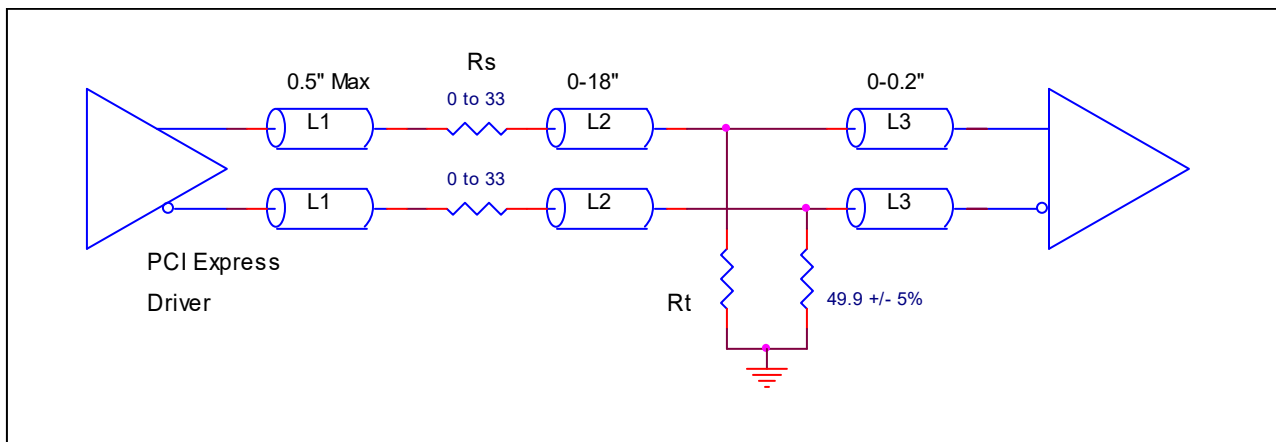 Rs
0.5" Max
0-18"
0-0.2"
0 to 33
L1
L2
L3
0 to 33
L1
L2
L3
PCI Express
Driver
Rt
49.9 +/- 5%